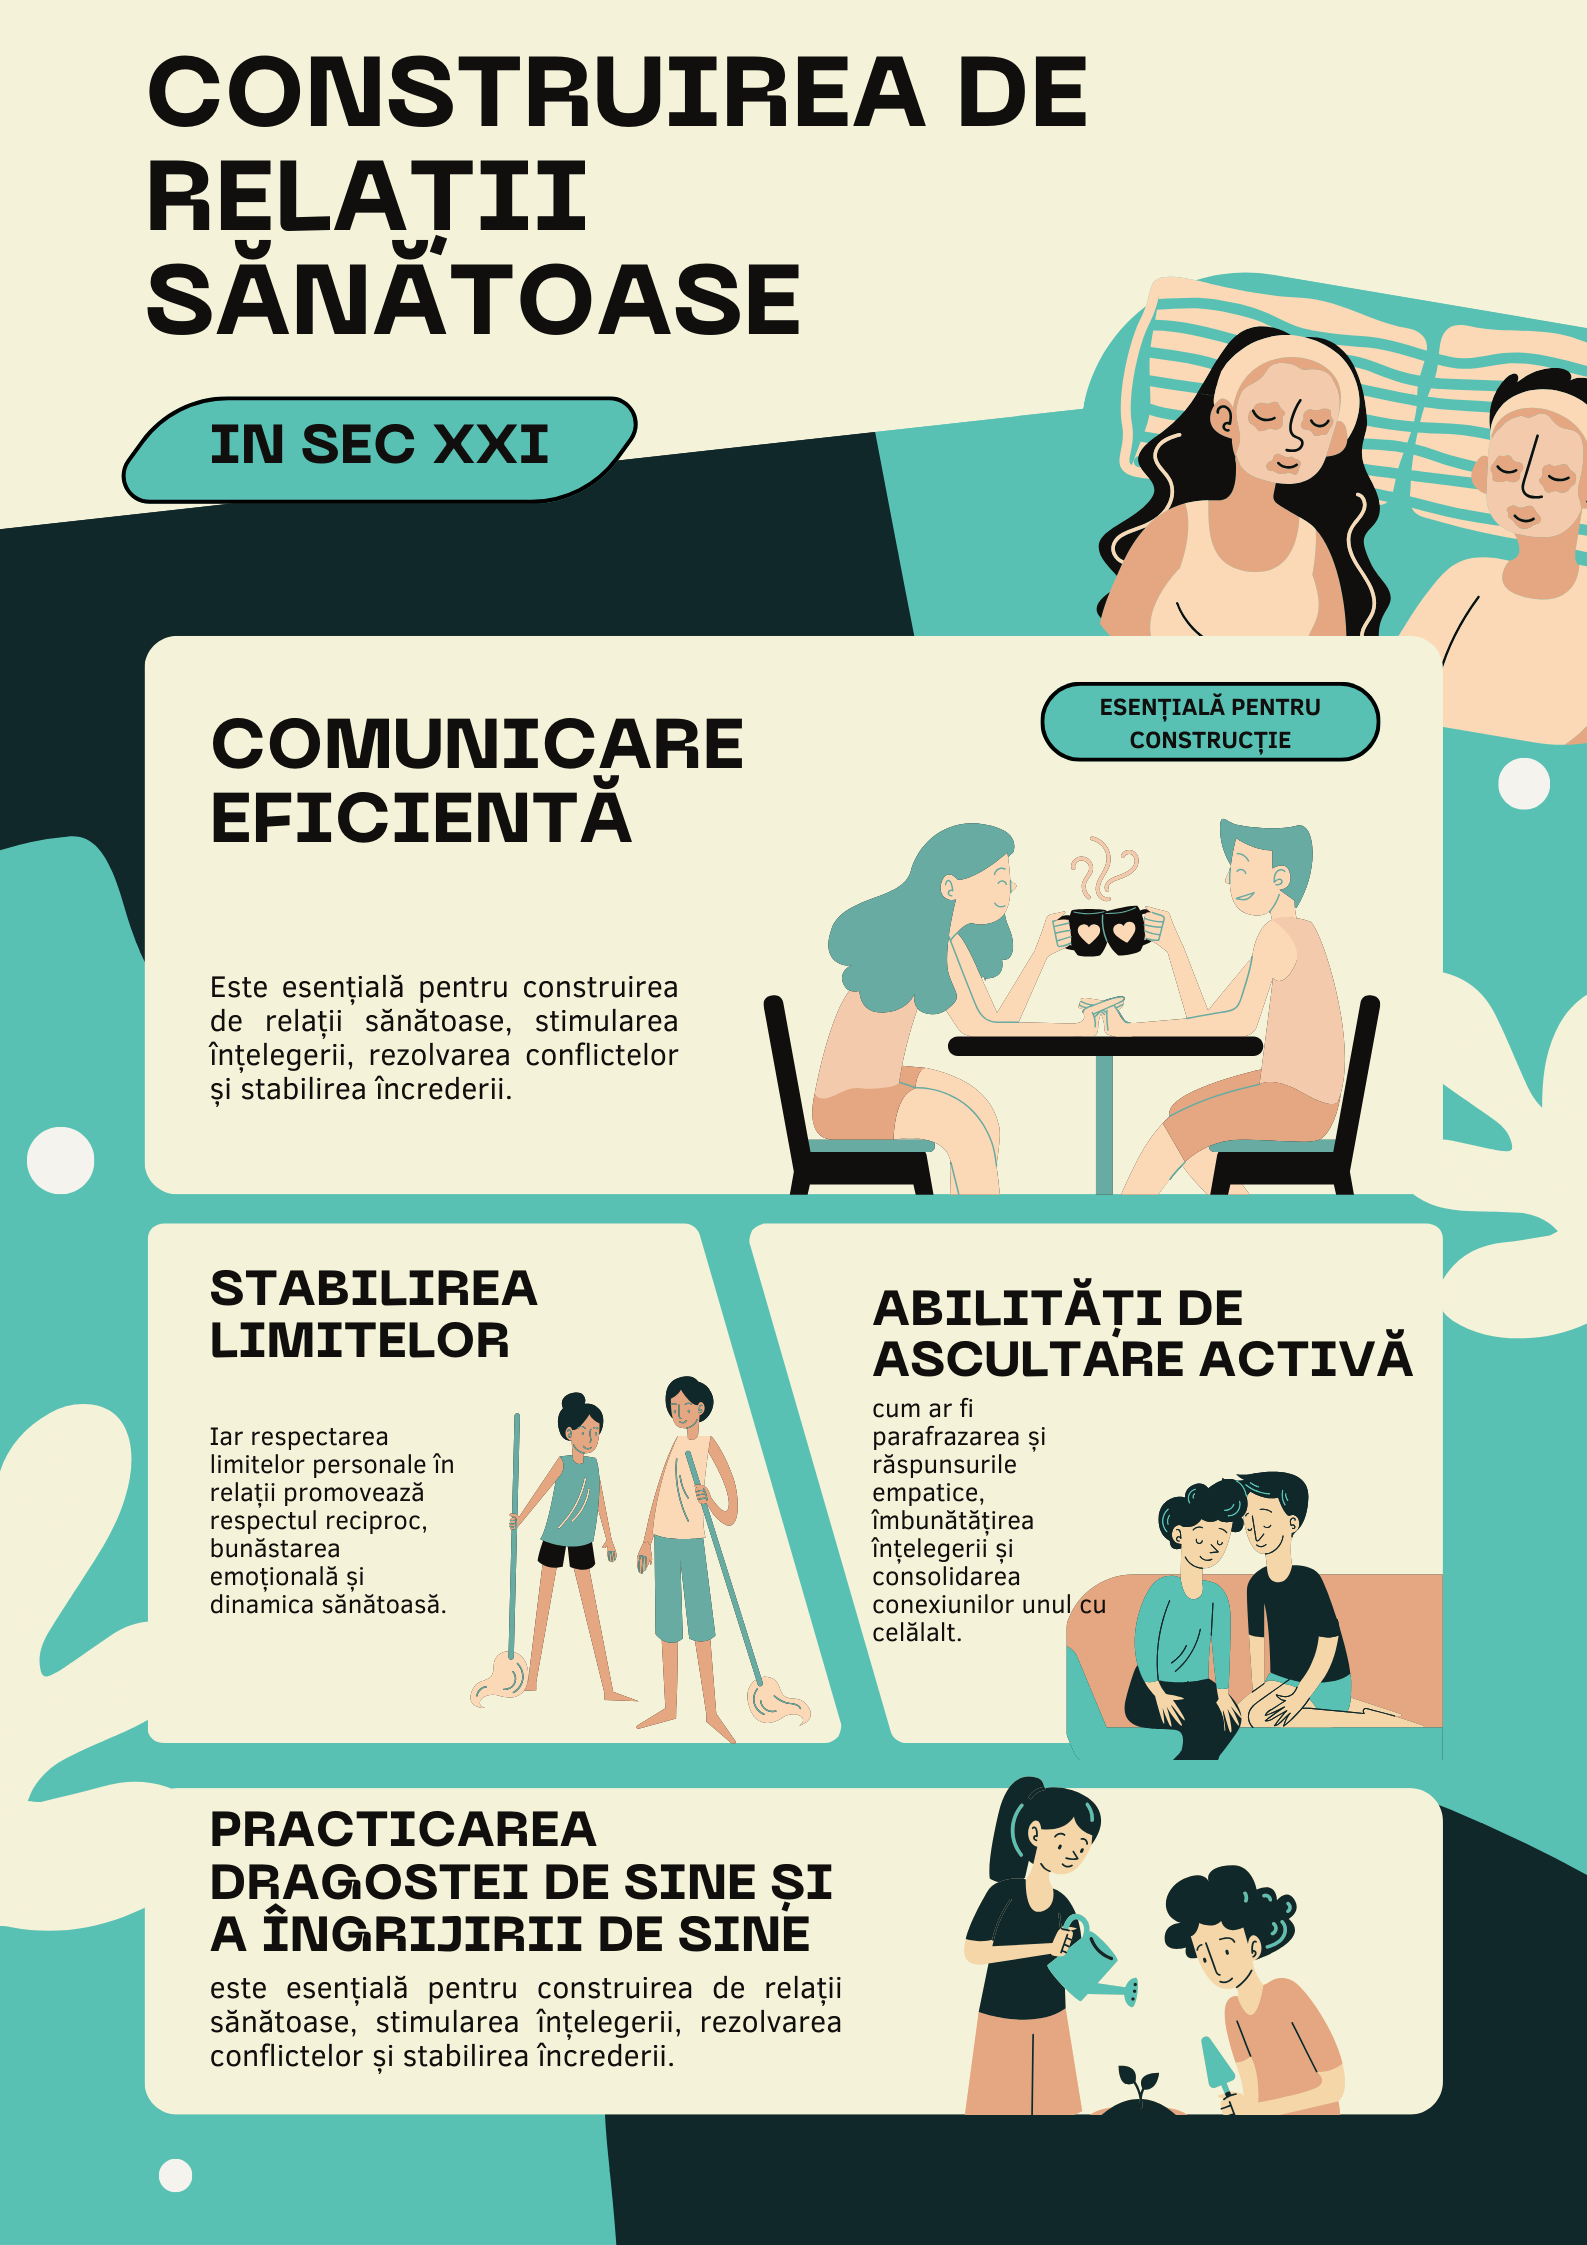 CONSTRUIREA DE
RELAȚII
SĂNĂTOASE
IN SEC XXI
COMUNICARE
EFICIENTĂ
ESENȚIALĂ PENTRU
CONSTRUCȚIE
Este esențială pentru construirea
de relații sănătoase, stimularea
înțelegerii, rezolvarea conflictelor
și stabilirea încrederii.
STABILIREA
LIMITELOR
Iar respectarea
limitelor personale în
relații promovează
respectul reciproc,
bunăstarea
emoțională și
dinamica sănătoasă.
ABILITĂȚI DE
ASCULTARE ACTIVĂ
cum ar fi
parafrazarea și
răspunsurile
empatice,
îmbunătățirea
înțelegerii și
consolidarea
conexiunilor unul cu
celălalt.
PRACTICAREA
DRAGOSTEI DE SINE ȘI
A ÎNGRIJIRII DE SINE
este esențială pentru construirea de relații
sănătoase, stimularea înțelegerii, rezolvarea
conflictelor și stabilirea încrederii.